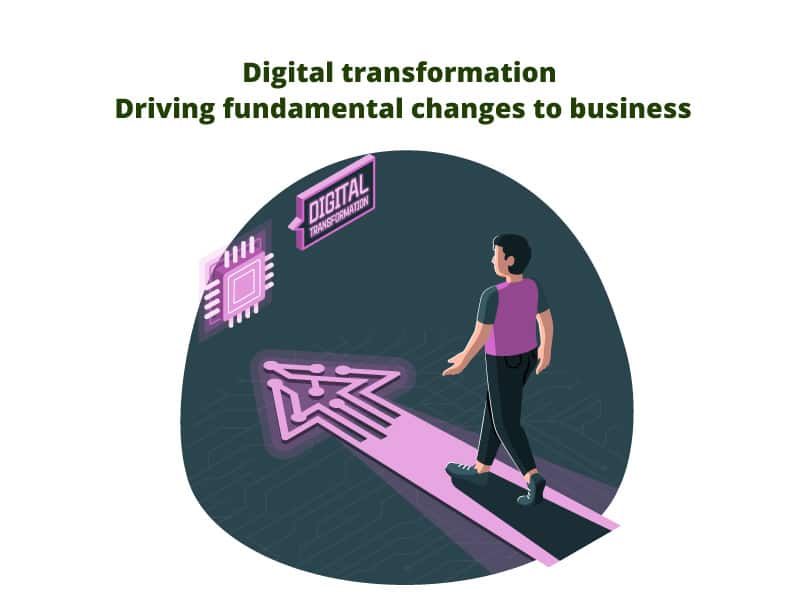 Digital transformation
Driving fundamental changes to business
DIGITAL
TRANSFORMATION